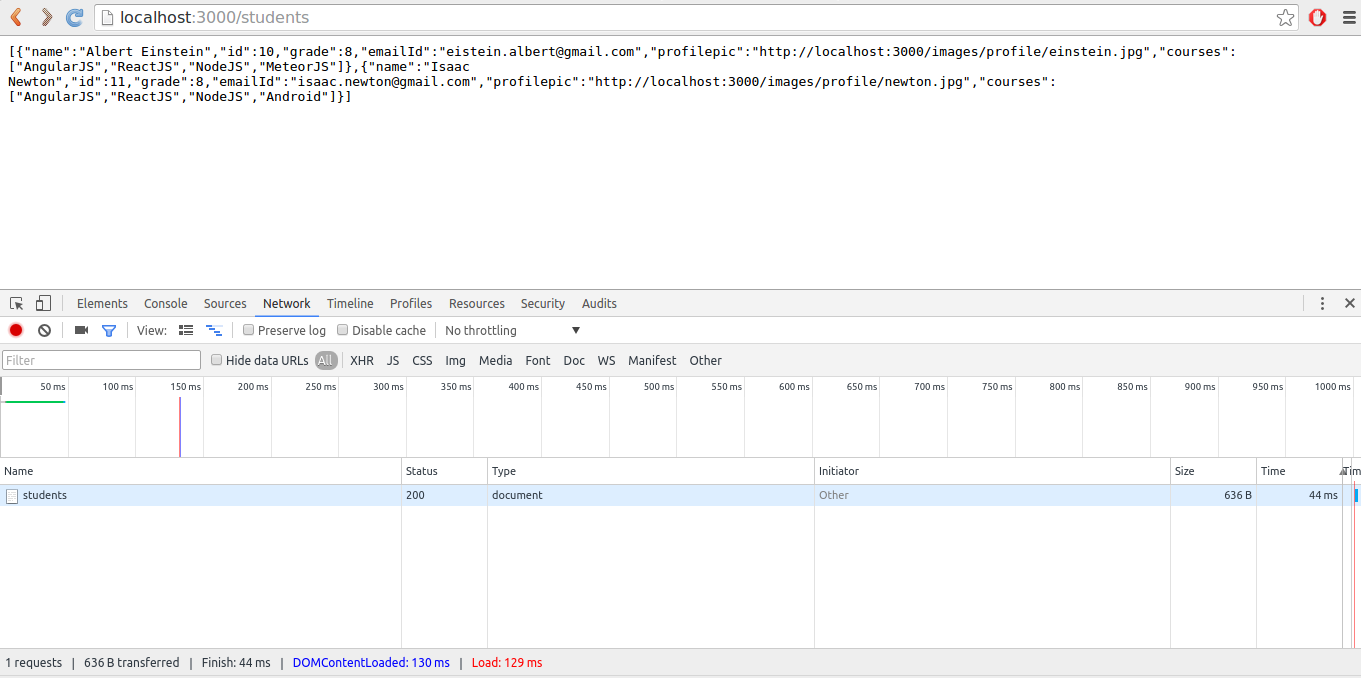 localhost:3000/students
[{"name":"Albert Einstein","id":10,"grade":8,"emailId":"eistein.albert@gmail.com","profilepic":"http://localhost:3000/images/profile/einstein.jpg","courses":
["AngularJS","ReactJS","NodeJS","MeteorJS"]},{"name":"Isaac
Newton","id":11,"grade":8,"emailId":"isaac.newton@gmail.com","profilepic":"http://localhost:3000/images/profile/newton.jpg","courses":
["AngularJS","ReactJS","NodeJS","Android"]}]
Elements Console Sources Network Timeline Profiles Resources Security Audits
View: Preserve log Disable cache No throttling
Filter Hide data URLs All XHR JS CSS Img Media Font Doc WS Manifest Other
50 ms 100 ms 150 ms 200 ms 250 ms 300 ms 350 ms 400 ms 450 ms 500 ms 550 ms 600 ms 650 ms 700 ms 750 ms 800 ms 850 ms 900 ms 950 ms 1000 ms
Name Status Type Initiator Size Time Tim
students 200 document Other 636 B 44 ms
1 requests | 636 B transferred | Finish: 44 ms | DOMContentLoaded: 130 ms | Load: 129 ms